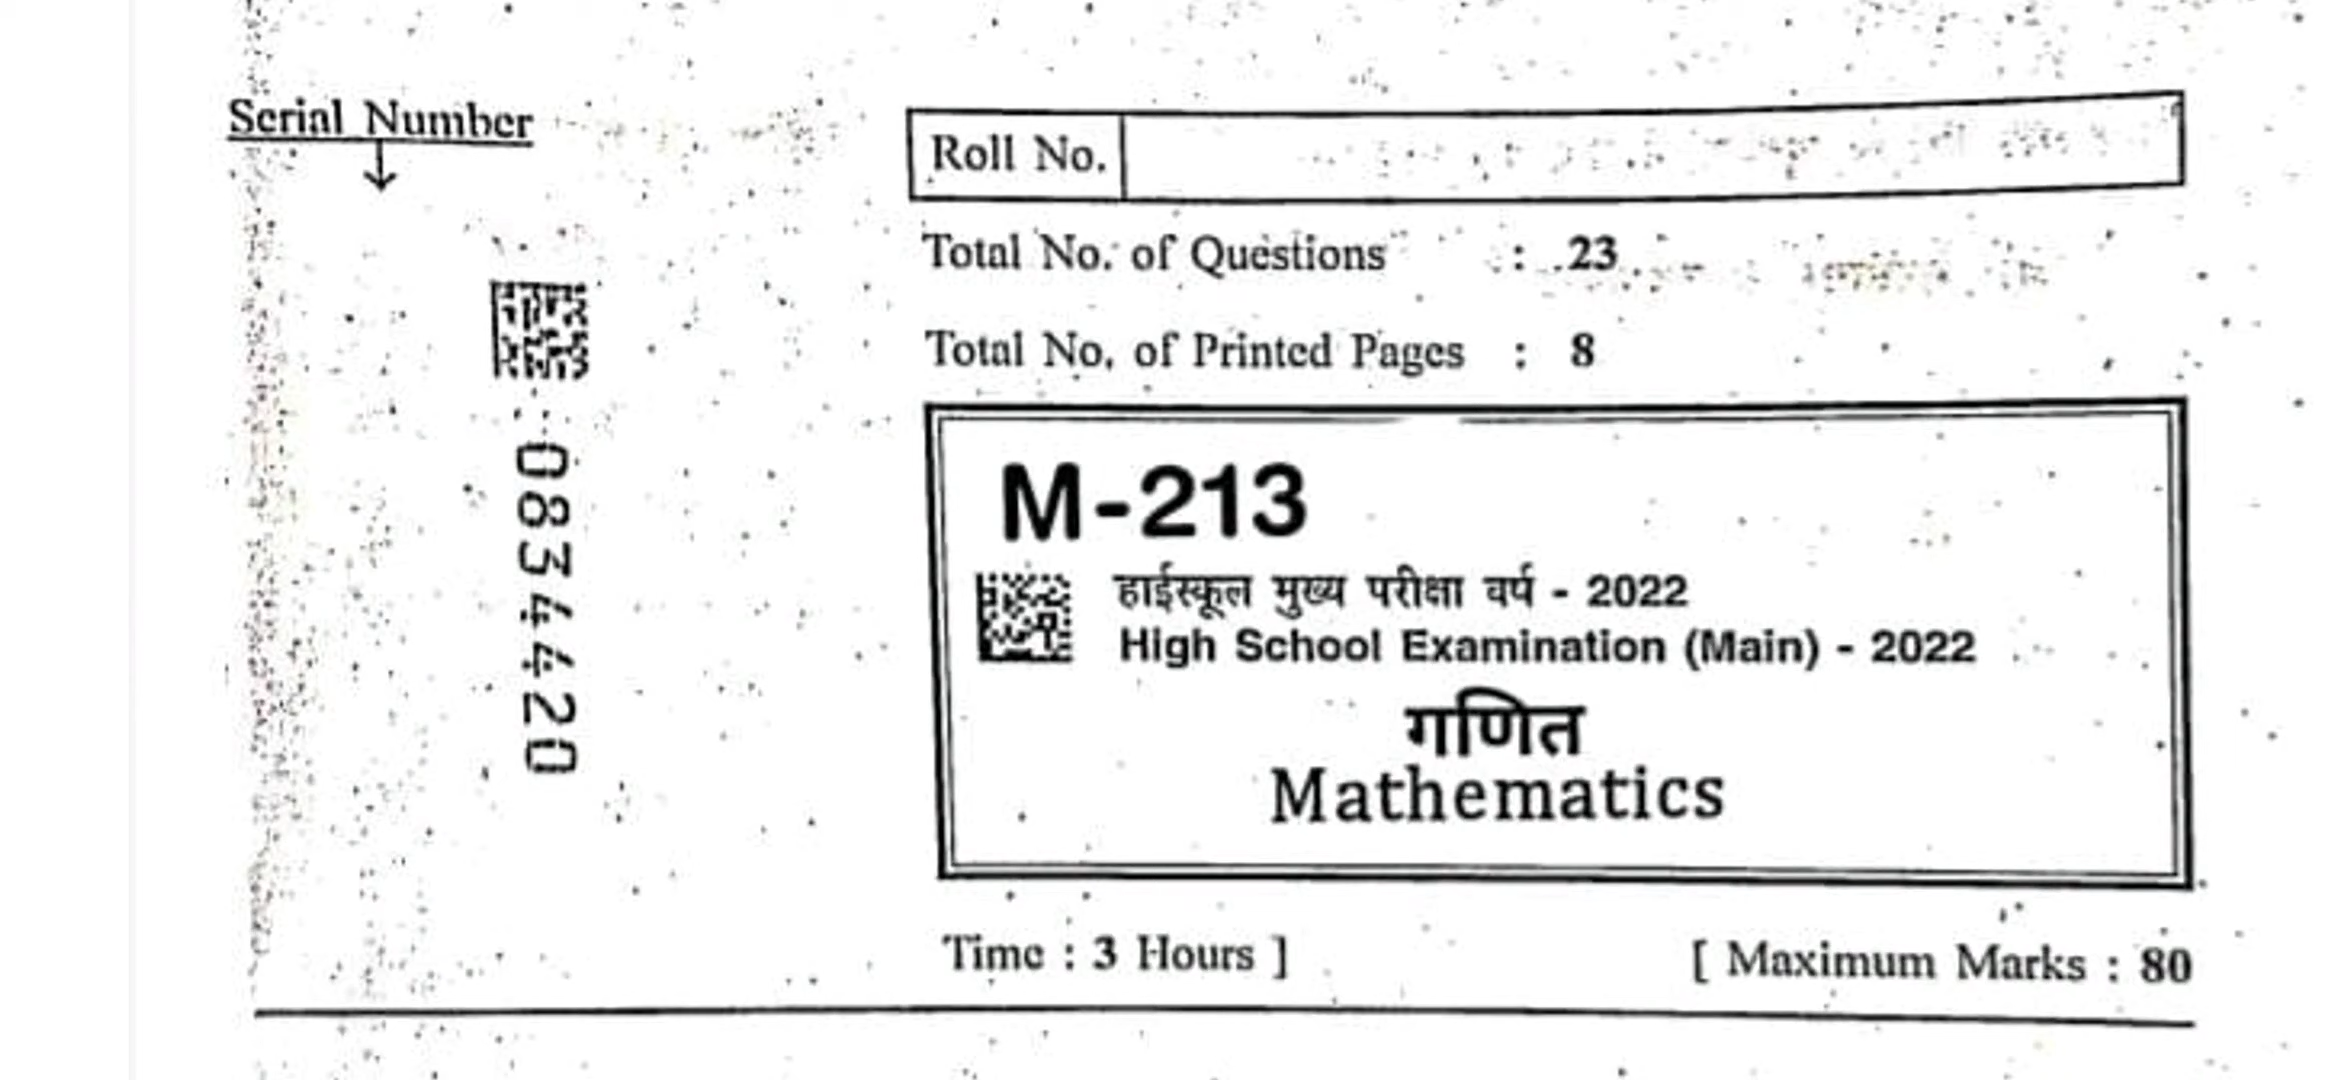 Serial Number
Roll No.
Total No. of Questions : 23
Total No. of Printed Pages : 8
0834420
M-213
हाईस्कूल मुख्य परीक्षा वर्ष - 2022
High School Examination (Main) - 2022
गणित
Mathematics
Time : 3 Hours ] [ Maximum Marks : 80